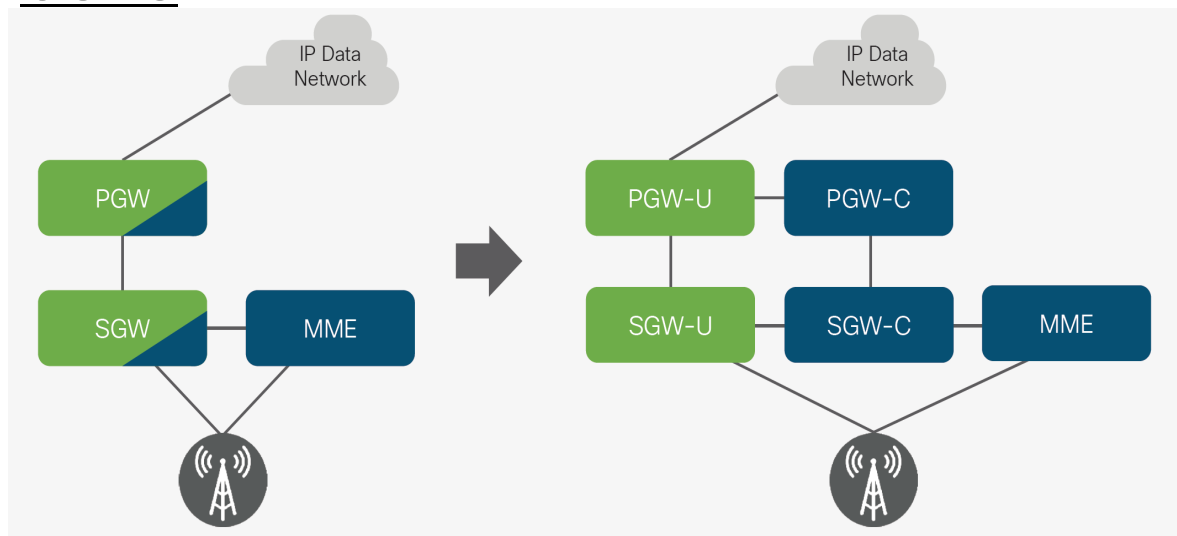 IP Data
Network
IP Data
Network
PGW
PGW-U
PGW-C
SGW
MME
SGW-U
SGW-C
MME